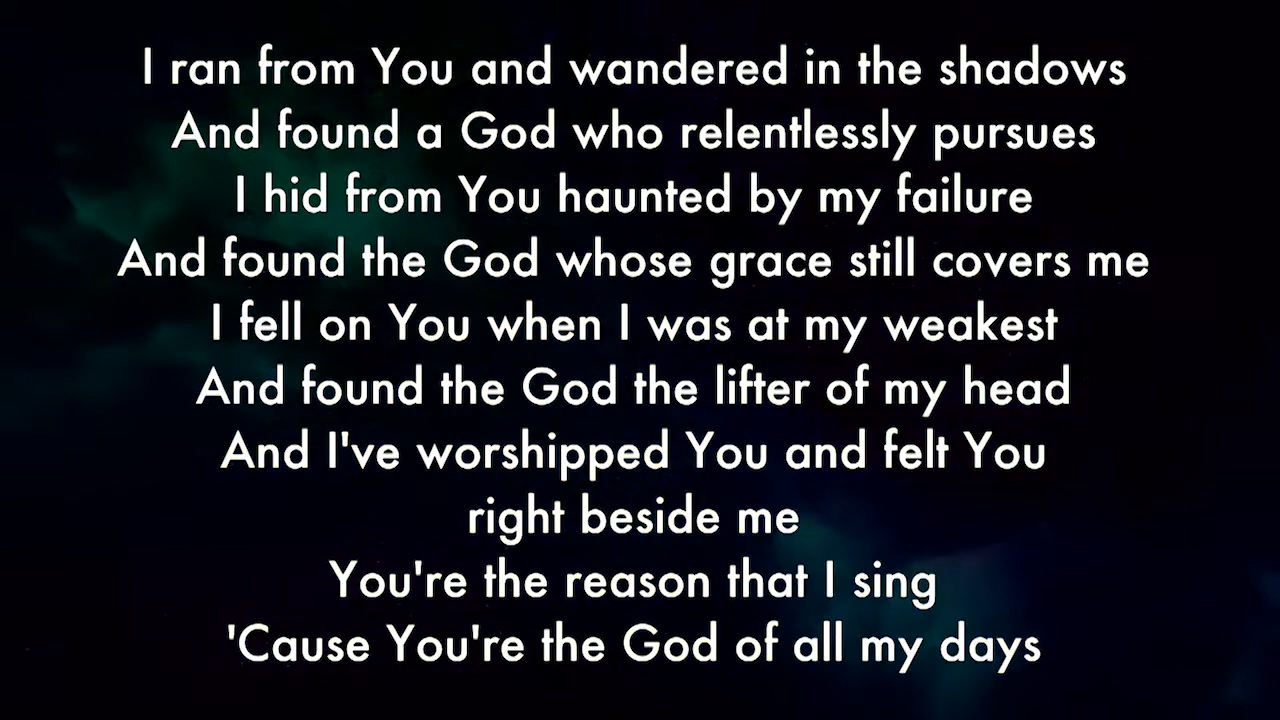 I ran from You and wandered in the shadows
And found a God who relentlessly pursues
I hid from You haunted by my failure
And found the God whose grace still covers me
I fell on You when I was at my weakest
And found the God the lifter of my head
And I've worshipped You and felt You
right beside me
You're the reason that I sing
'Cause You're the God of all my days